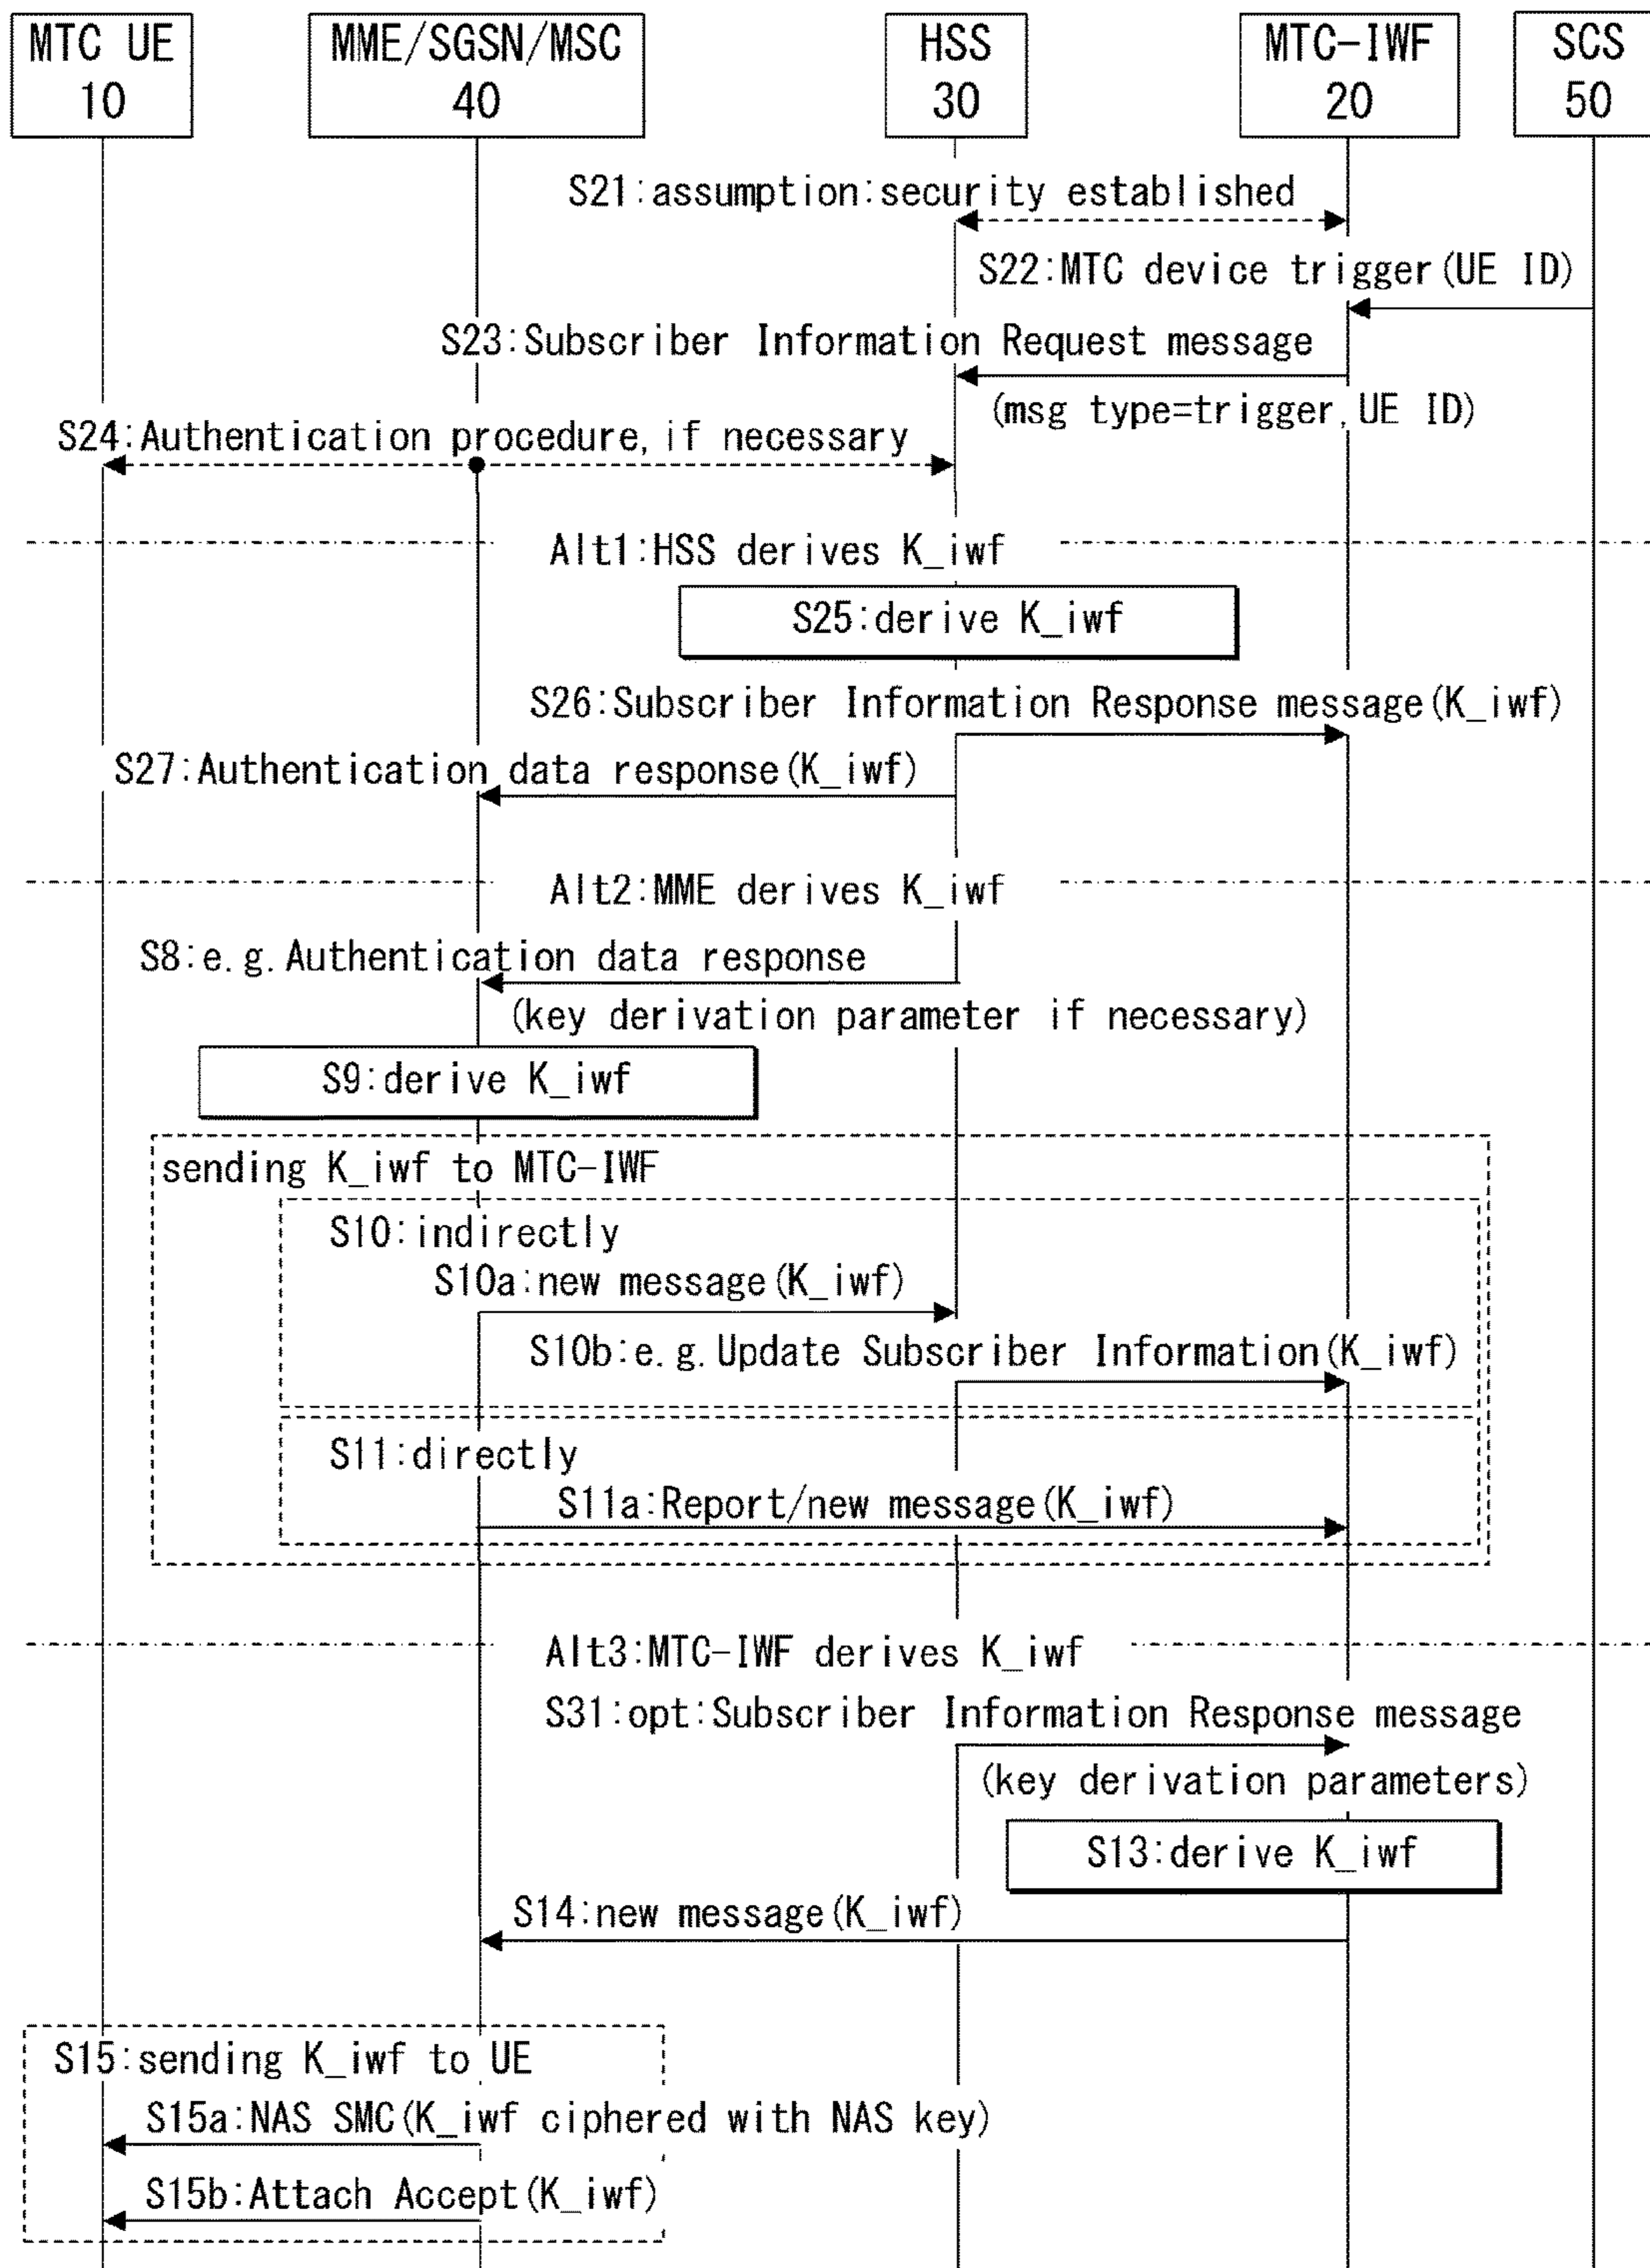 MTC UE
10
MME/SGSN/MSC
40
HSS
30
MTC-IWF
20
SCS
50
S21:assumption:security established
S22:MTC device trigger(UE ID)
S23:Subscriber Information Request message
(msg type=trigger,UE ID)
S24:Authentication procedure,if necessary
Alt1:HSS derives K_iwf
S25:derive K_iwf
S26:Subscriber Information Response message(K_iwf)
S27:Authentication data response(K_iwf)
Alt2:MME derives K_iwf
S8:e.g.Authentication data response
(key derivation parameter if necessary)
S9:derive K_iwf
sending K_iwf to MTC-IWF
S10:indirectly
S10a:new message(K_iwf)
S10b:e.g.Update Subscriber Information(K_iwf)
S11:directly
S11a:Report/new message(K_iwf)
Alt3:MTC-IWF derives K_iwf
S31:opt:Subscriber Information Response message
(key derivation parameters)
S13:derive K_iwf
S14:new message(K_iwf)
S15:sending K_iwf to UE
S15a:NAS SMC(K_iwf ciphered with NAS key)
S15b:Attach Accept(K_iwf)